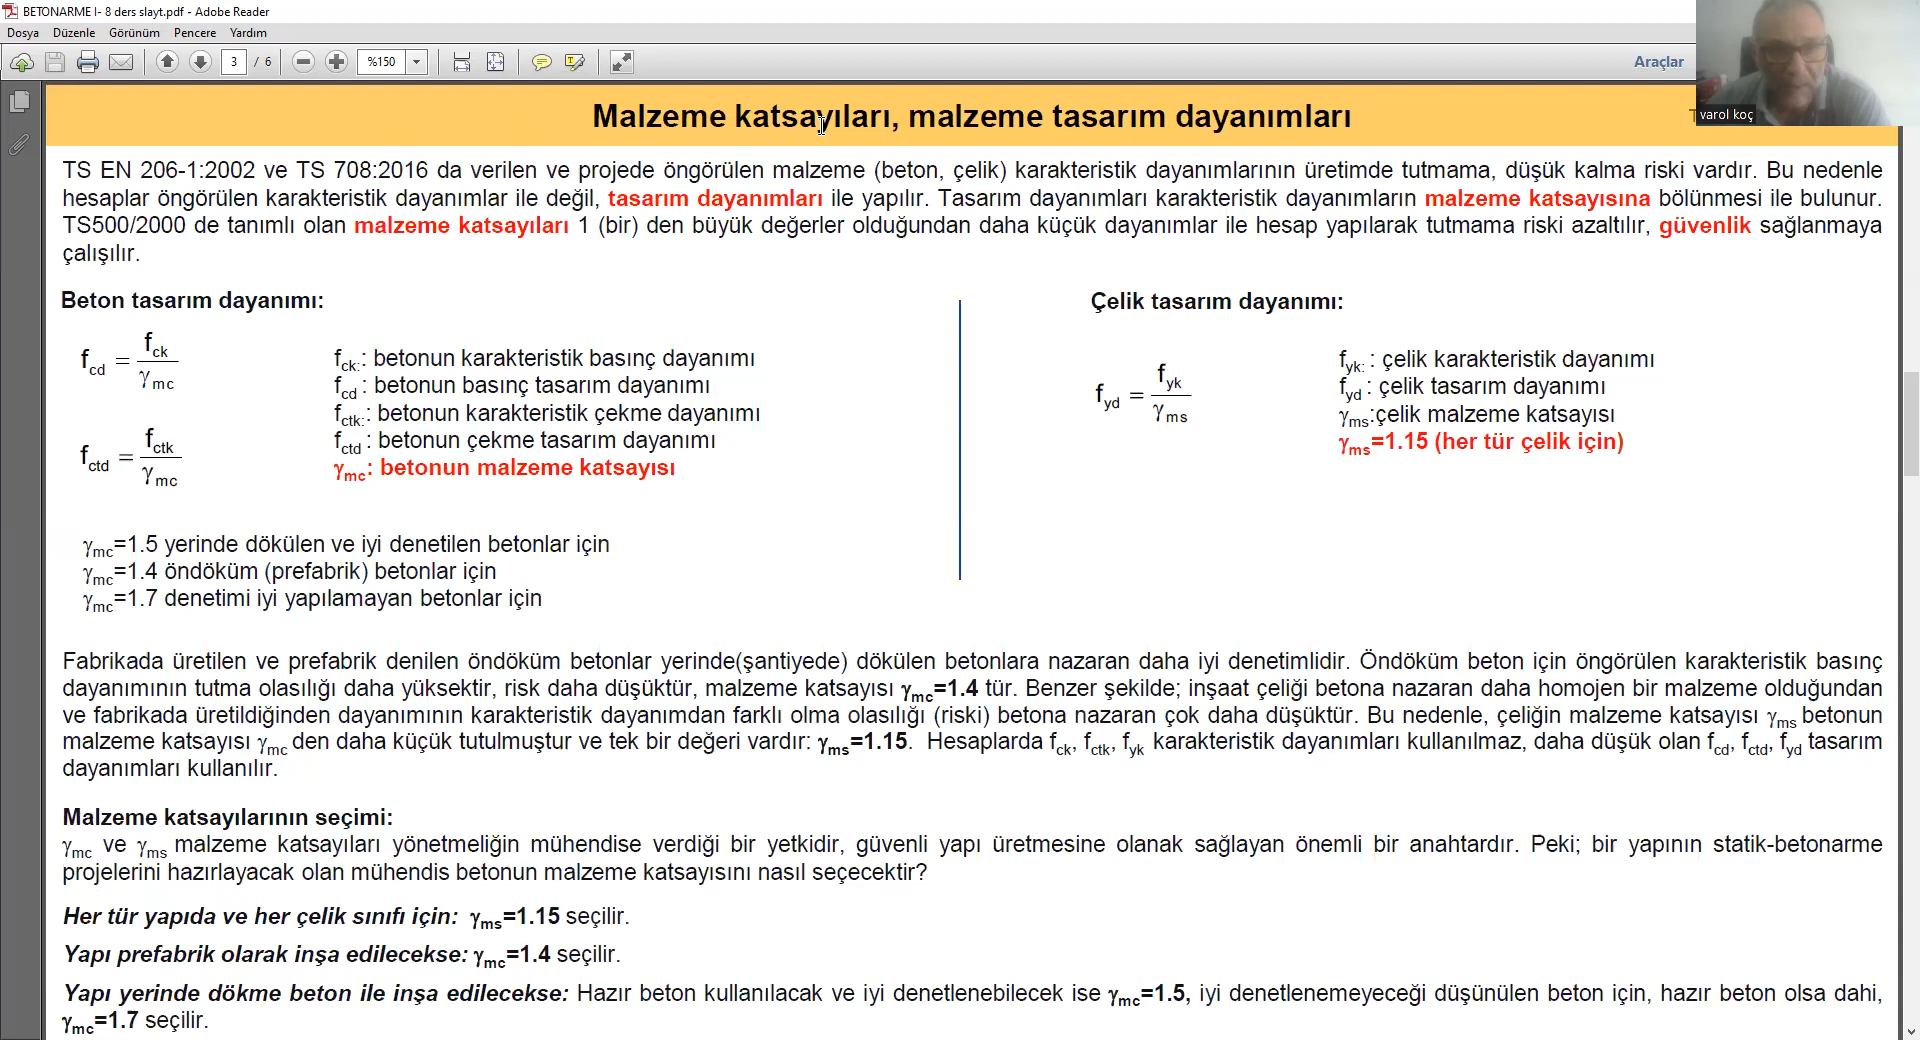 BETONARME I- 8 ders slayt.pdf - Adobe Reader
Dosya Düzenle Görünüm Pencere Yardım
3 / 6 %150 Araçlar
varol koç
Malzeme katsayıları, malzeme tasarım dayanımları
TS EN 206-1:2002 ve TS 708:2016 da verilen ve projede öngörülen malzeme (beton, çelik) karakteristik dayanımlarının üretimde tutmama, düşük kalma riski vardır. Bu nedenle
hesaplar öngörülen karakteristik dayanımlar ile değil, tasarım dayanımları ile yapılır. Tasarım dayanımları karakteristik dayanımların malzeme katsayısına bölünmesi ile bulunur.
TS500/2000 de tanımlı olan malzeme katsayıları 1 (bir) den büyük değerler olduğundan daha küçük dayanımlar ile hesap yapılarak tutmama riski azaltılır, güvenlik sağlanmaya
çalışılır.
Beton tasarım dayanımı:
fcd = fck / γmc
fctd = fctk / γmc
fck: betonun karakteristik basınç dayanımı
fcd : betonun basınç tasarım dayanımı
fctk: betonun karakteristik çekme dayanımı
fctd : betonun çekme tasarım dayanımı
γmc: betonun malzeme katsayısı
γmc=1.5 yerinde dökülen ve iyi denetilen betonlar için
γmc=1.4 öndöküm (prefabrik) betonlar için
γmc=1.7 denetimi iyi yapılamayan betonlar için
Çelik tasarım dayanımı:
fyd = fyk / γms
fyk: : çelik karakteristik dayanımı
fyd : çelik tasarım dayanımı
γms:çelik malzeme katsayısı
γms=1.15 (her tür çelik için)
Fabrikada üretilen ve prefabrik denilen öndöküm betonlar yerinde(şantiyede) dökülen betonlara nazaran daha iyi denetimlidir. Öndöküm beton için öngörülen karakteristik basınç
dayanımının tutma olasılığı daha yüksektir, risk daha düşüktür, malzeme katsayısı γmc=1.4 tür. Benzer şekilde; inşaat çeliği betona nazaran daha homojen bir malzeme olduğundan
ve fabrikada üretildiğinden dayanımının karakteristik dayanımdan farklı olma olasılığı (riski) betona nazaran çok daha düşüktür. Bu nedenle, çeliğin malzeme katsayısı γms betonun
malzeme katsayısı γmc den daha küçük tutulmuştur ve tek bir değeri vardır: γms=1.15. Hesaplarda fck, fctk, fyk karakteristik dayanımları kullanılmaz, daha düşük olan fcd, fctd, fyd tasarım
dayanımları kullanılır.
Malzeme katsayılarının seçimi:
γmc ve γms malzeme katsayıları yönetmeliğin mühendise verdiği bir yetkidir, güvenli yapı üretmesine olanak sağlayan önemli bir anahtardır. Peki; bir yapının statik-betonarme
projelerini hazırlayacak olan mühendis betonun malzeme katsayısını nasıl seçecektir?
Her tür yapıda ve her çelik sınıfı için: γms=1.15 seçilir.
Yapı prefabrik olarak inşa edilecekse: γmc=1.4 seçilir.
Yapı yerinde dökme beton ile inşa edilecekse: Hazır beton kullanılacak ve iyi denetlenebilecek ise γmc=1.5, iyi denetlenemeyeceği düşünülen beton için, hazır beton olsa dahi,
γmc=1.7 seçilir.